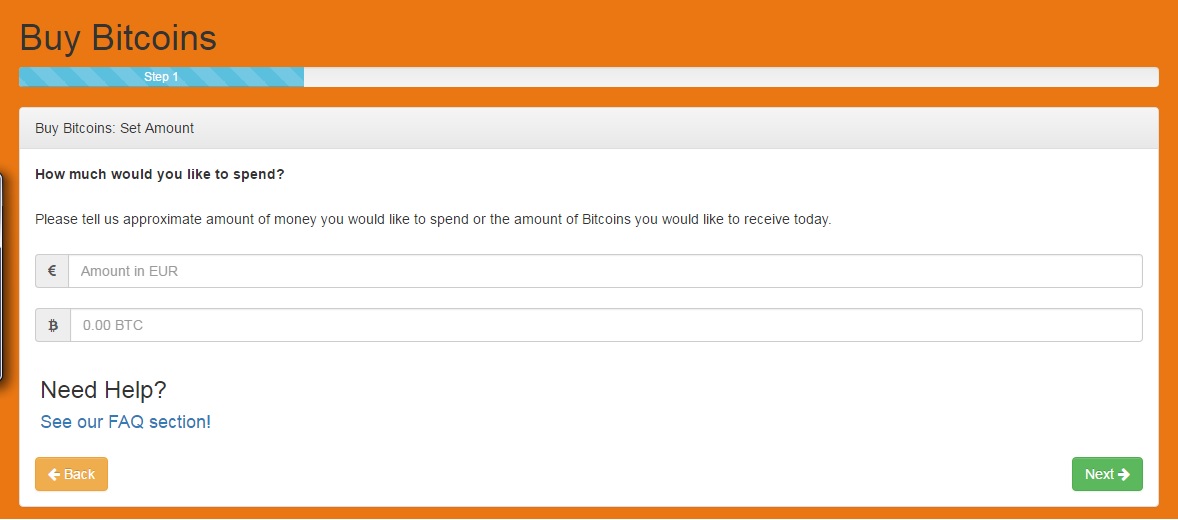 Buy Bitcoins
Step 1
Buy Bitcoins: Set Amount
How much would you like to spend?
Please tell us approximate amount of money you would like to spend or the amount of Bitcoins you would like to receive today.
€ Amount in EUR
₿ 0.00 BTC
Need Help?
See our FAQ section!
← Back
Next →